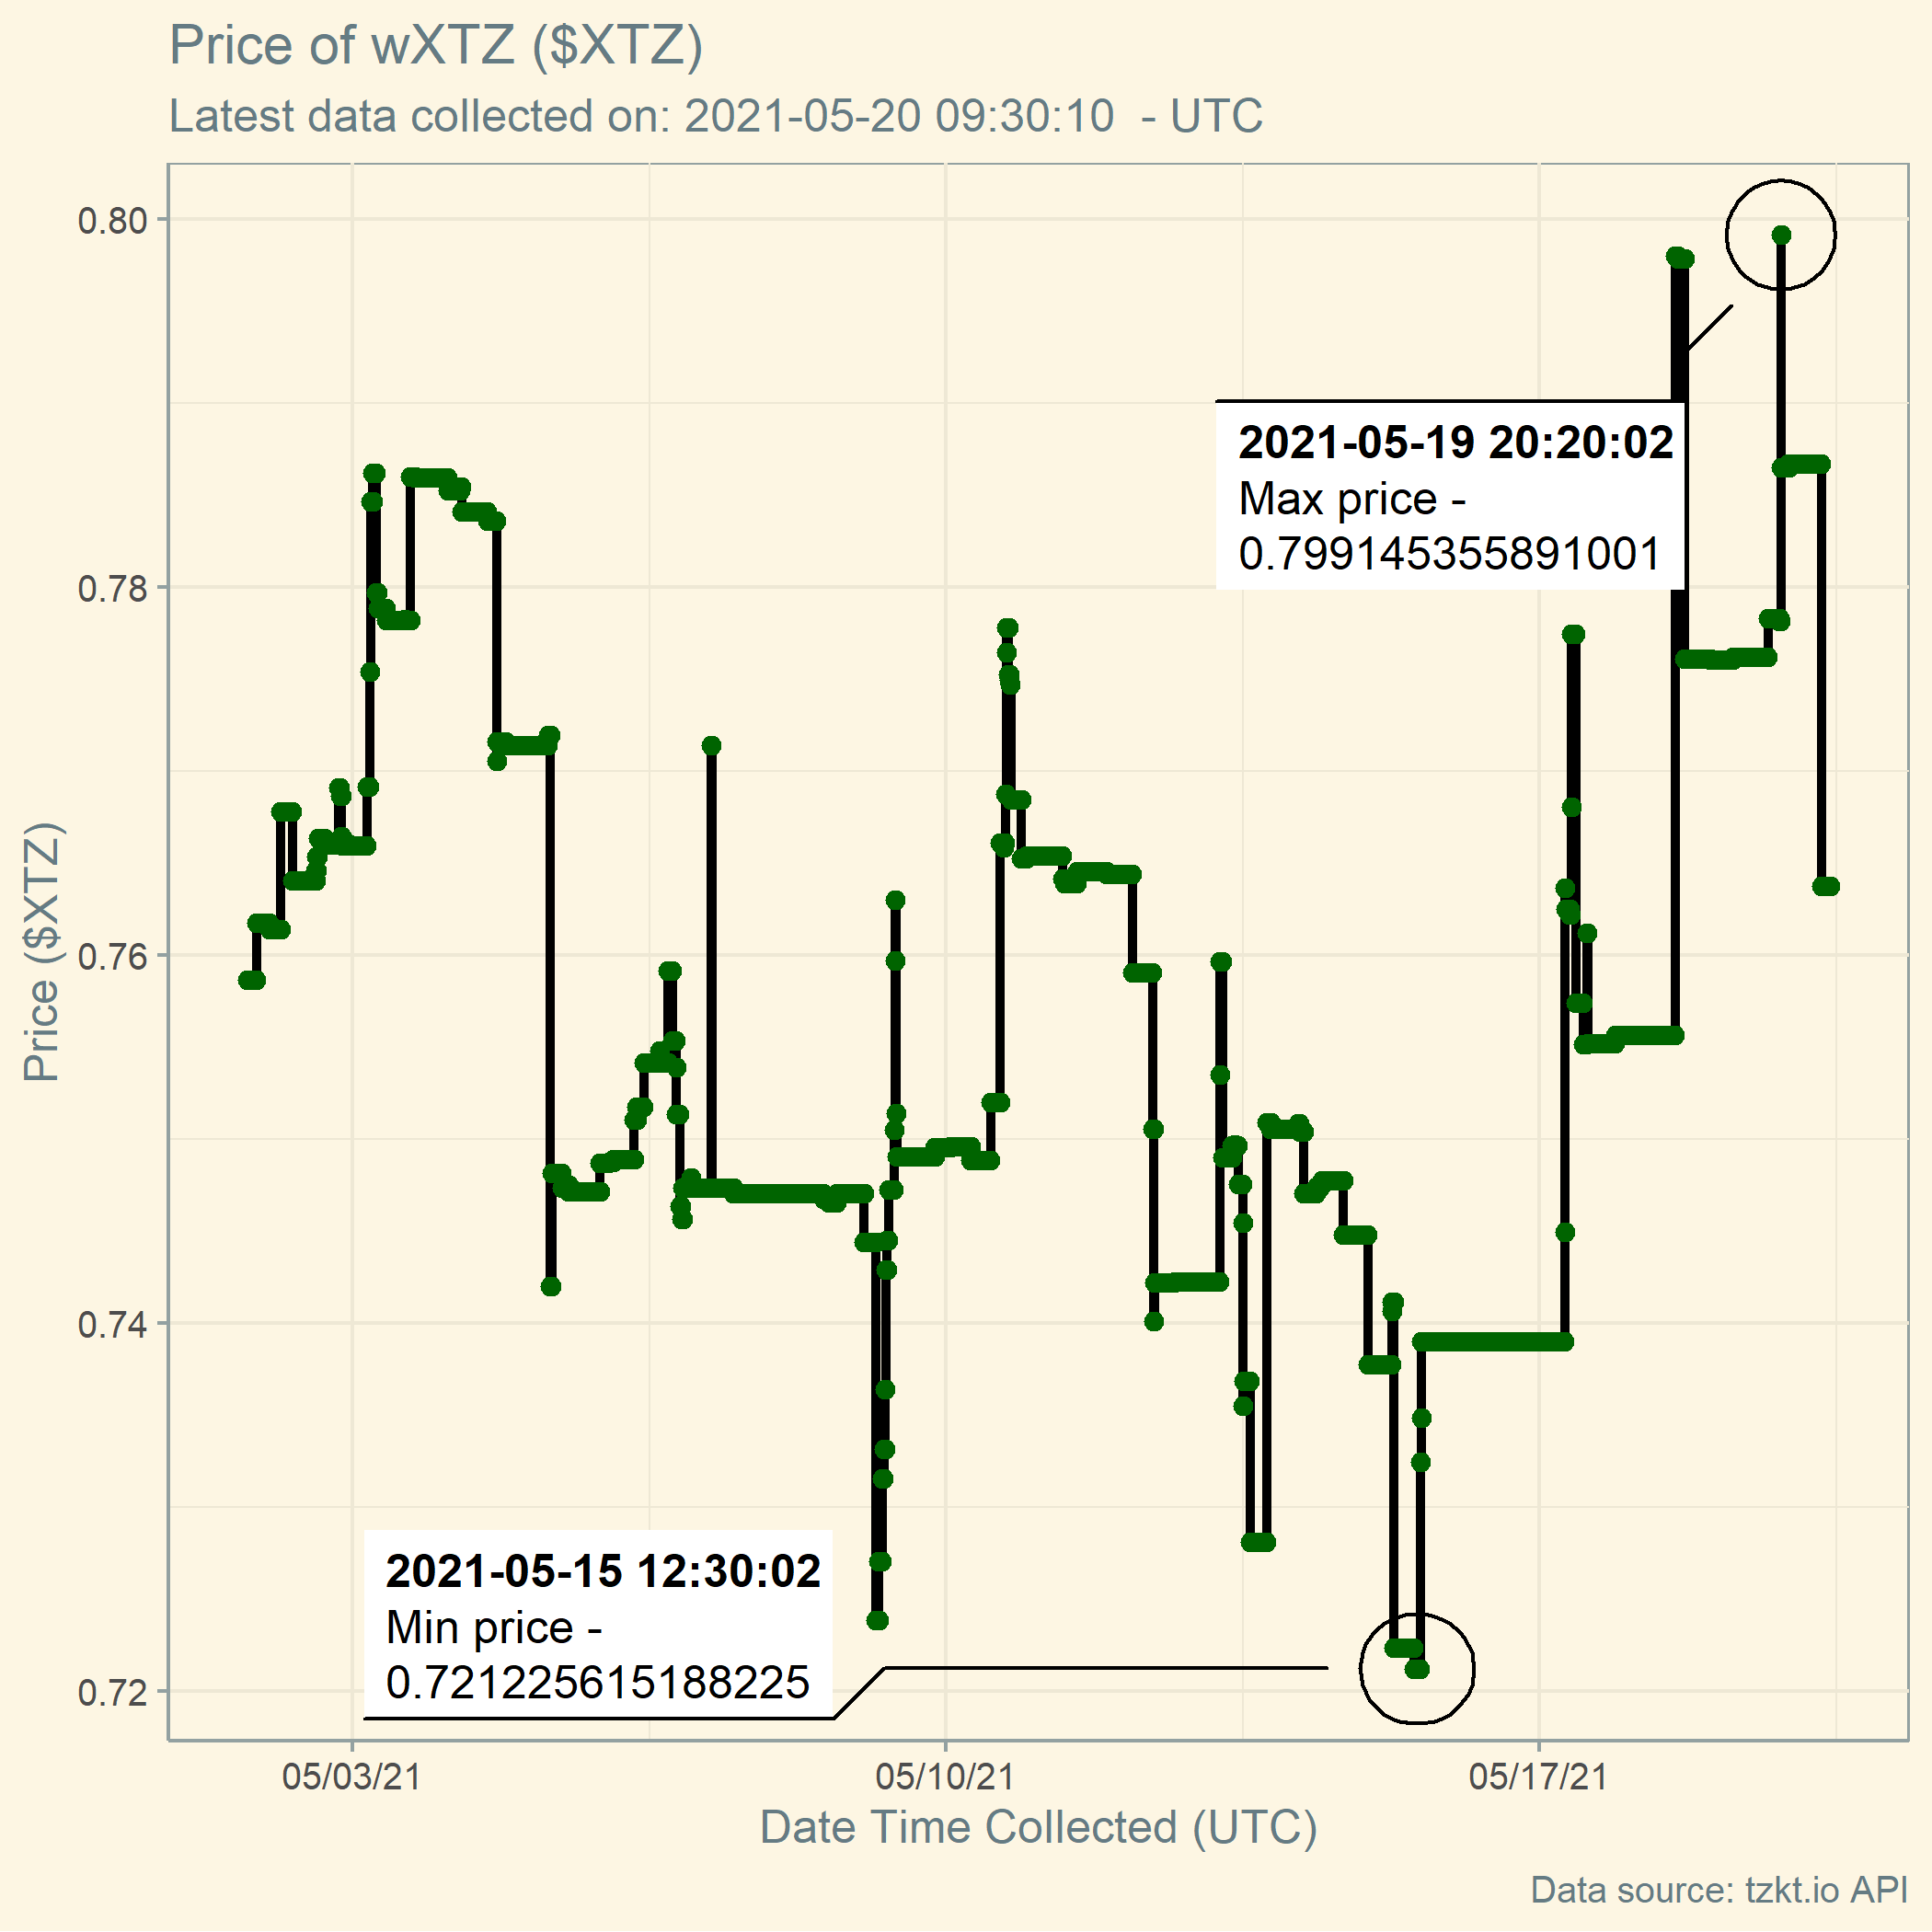 Price of wXTZ ($XTZ)
Latest data collected on: 2021-05-20 09:30:10  - UTC
0.80
0.78
0.76
0.74
0.72
Price ($XTZ)
2021-05-19 20:20:02
Max price -
0.799145355891001
2021-05-15 12:30:02
Min price -
0.721225615188225
05/03/21
05/10/21
05/17/21
Date Time Collected (UTC)
Data source: tzkt.io API